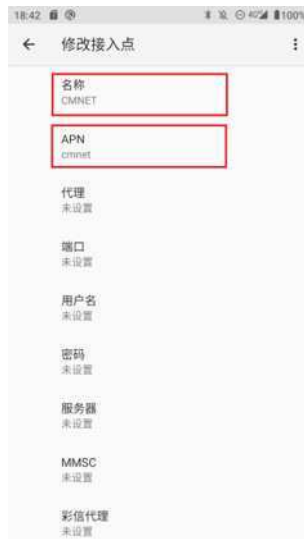 18:42 100%
修改接入点
名称
CMNET
APN
cmnet
代理
未设置
端口
未设置
用户名
未设置
密码
未设置
服务器
未设置
MMSC
未设置
彩信代理
未设置